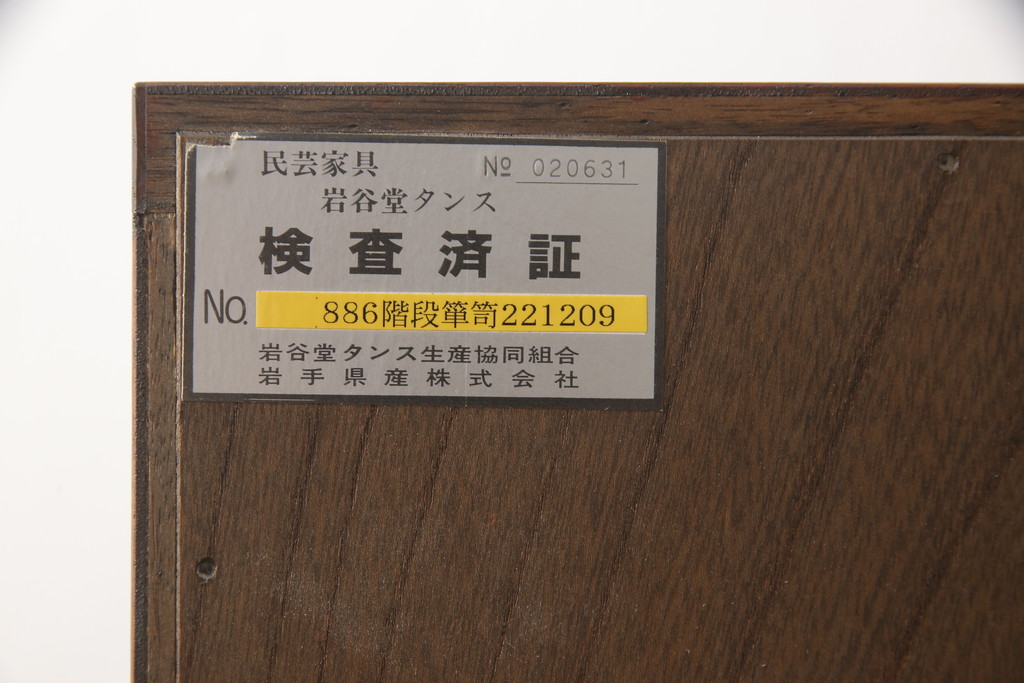 民芸家具 № 020631
岩谷堂タンス
検査済証
No. 886階段箪笥221209
岩谷堂タンス生産協同組合
岩手県産株式会社